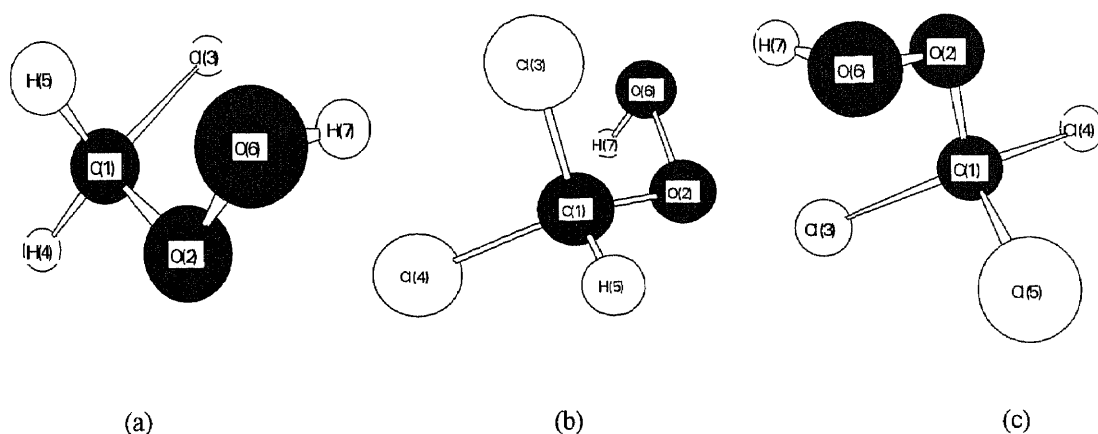 H(5)
Cl(3)
C(1)
O(6)
H(7)
H(4)
O(2)
(a)
Cl(3)
O(6)
H(7)
C(1)
O(2)
Cl(4)
H(5)
(b)
H(7)
O(6)
O(2)
Cl(4)
C(1)
Cl(3)
Cl(5)
(c)